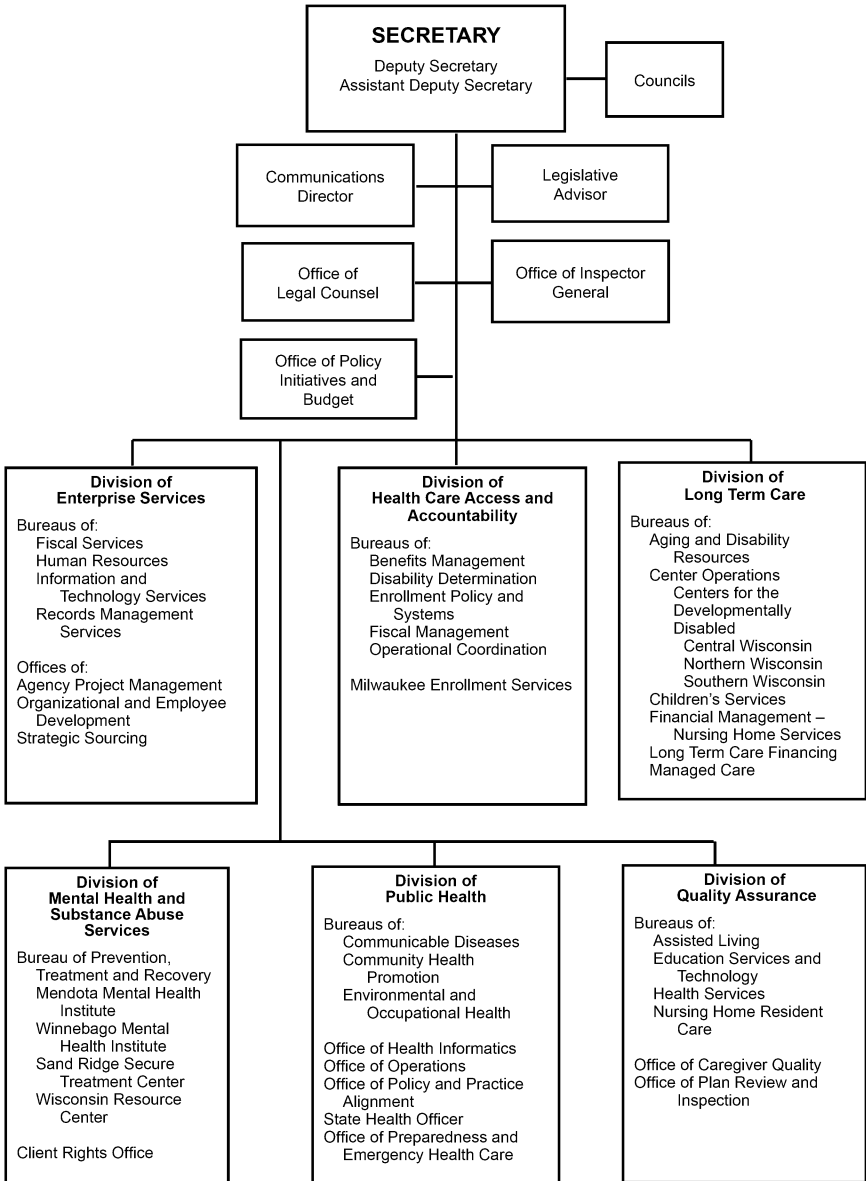 SECRETARY
Deputy Secretary
Assistant Deputy Secretary
Councils
Communications
Director
Legislative
Advisor
Office of
Legal Counsel
Office of Inspector
General
Office of Policy
Initiatives and
Budget
Division of
Enterprise Services
Bureaus of:
Fiscal Services
Human Resources
Information and
Technology Services
Records Management
Services
Offices of:
Agency Project Management
Organizational and Employee
Development
Strategic Sourcing
Division of
Health Care Access and
Accountability
Bureaus of:
Benefits Management
Disability Determination
Enrollment Policy and
Systems
Fiscal Management
Operational Coordination
Milwaukee Enrollment Services
Division of
Long Term Care
Bureaus of:
Aging and Disability
Resources
Center Operations
Centers for the
Developmentally
Disabled
Central Wisconsin
Northern Wisconsin
Southern Wisconsin
Children's Services
Financial Management –
Nursing Home Services
Long Term Care Financing
Managed Care
Division of
Mental Health and
Substance Abuse
Services
Bureau of Prevention,
Treatment and Recovery
Mendota Mental Health
Institute
Winnebago Mental
Health Institute
Sand Ridge Secure
Treatment Center
Wisconsin Resource
Center
Client Rights Office
Division of
Public Health
Bureaus of:
Communicable Diseases
Community Health
Promotion
Environmental and
Occupational Health
Office of Health Informatics
Office of Operations
Office of Policy and Practice
Alignment
State Health Officer
Office of Preparedness and
Emergency Health Care
Division of
Quality Assurance
Bureaus of:
Assisted Living
Education Services and
Technology
Health Services
Nursing Home Resident
Care
Office of Caregiver Quality
Office of Plan Review and
Inspection